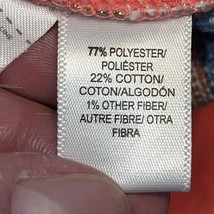 77% POLYESTER/
POLIÉSTER
22% COTTON/
COTON/ALGODÓN
1% OTHER FIBER/
AUTRE FIBRE/ OTRA
FIBRA